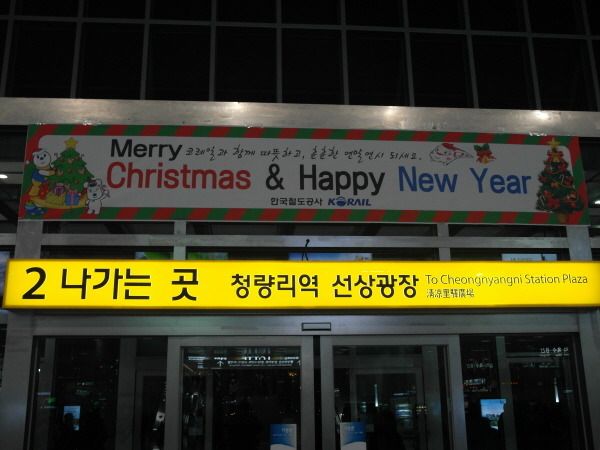 Merry 코레일과 함께 따뜻하고, 훈훈한 연말연시 되세요.
Christmas & Happy New Year
한국철도공사 KORAIL
2 나가는 곳 청량리역 선상광장 To Cheongnyangni Station Plaza
淸凉里驛廣場